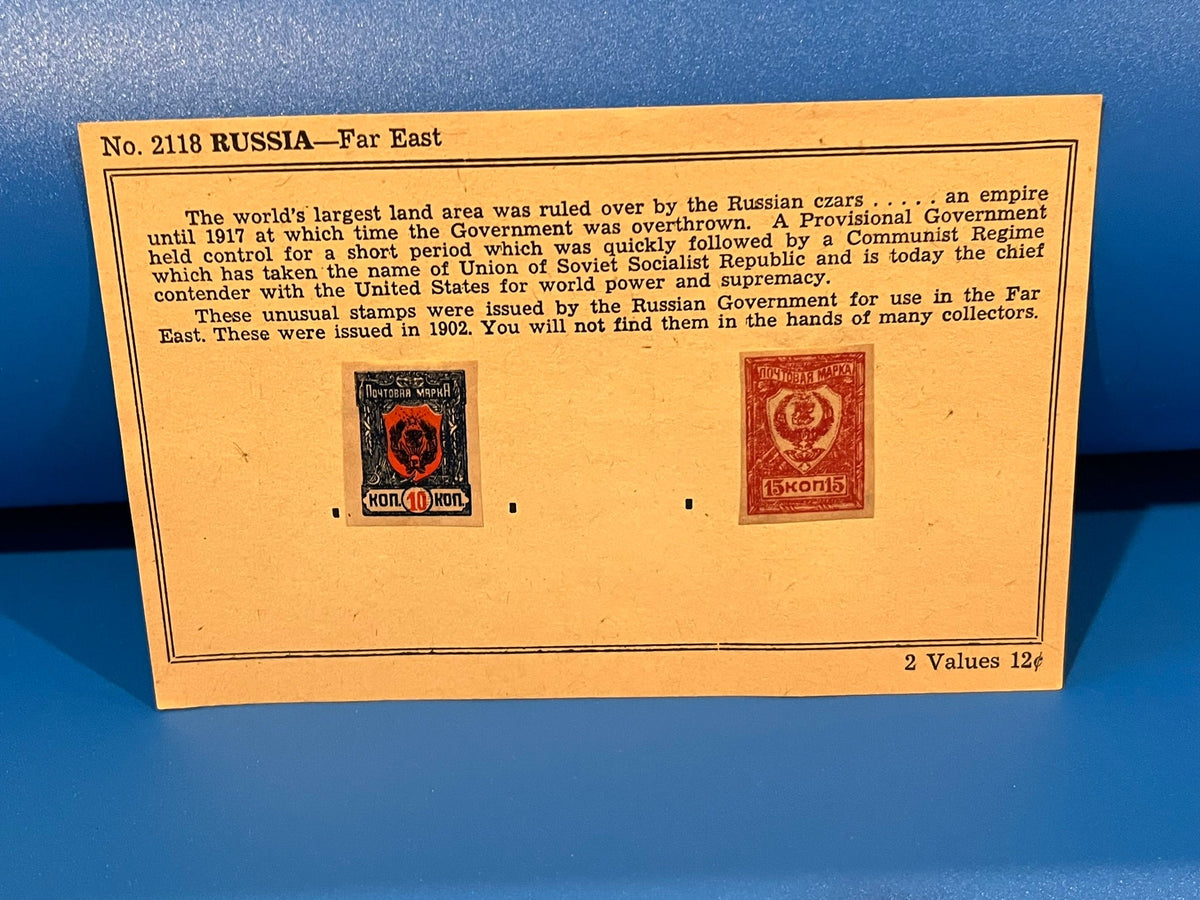 No. 2118 RUSSIA—Far East
The world's largest land area was ruled over by the Russian czars . . . . . an empire
until 1917 at which time the Government was overthrown. A Provisional Government
held control for a short period which was quickly followed by a Communist Regime
which has taken the name of Union of Soviet Socialist Republic and is today the chief
contender with the United States for world power and supremacy.
These unusual stamps were issued by the Russian Government for use in the Far
East. These were issued in 1902. You will not find them in the hands of many collectors.
ПОЧТОВАЯ МАРКА
КОП. 10 КОП.
ПОЧТОВАЯ МАРКА
15 КОП 15
2 Values 12¢